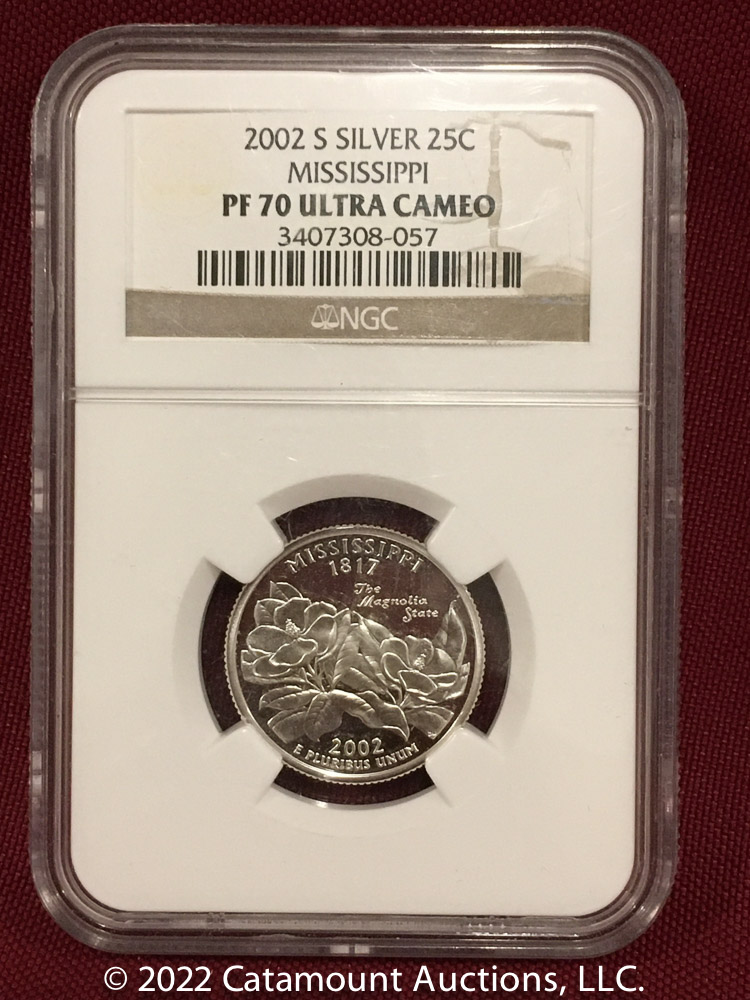 2002 S SILVER 25C
MISSISSIPPI
PF 70 ULTRA CAMEO
3407308-057
NGC
MISSISSIPPI
1817
The
Magnolia
State
2002
E PLURIBUS UNUM
© 2022 Catamount Auctions, LLC.